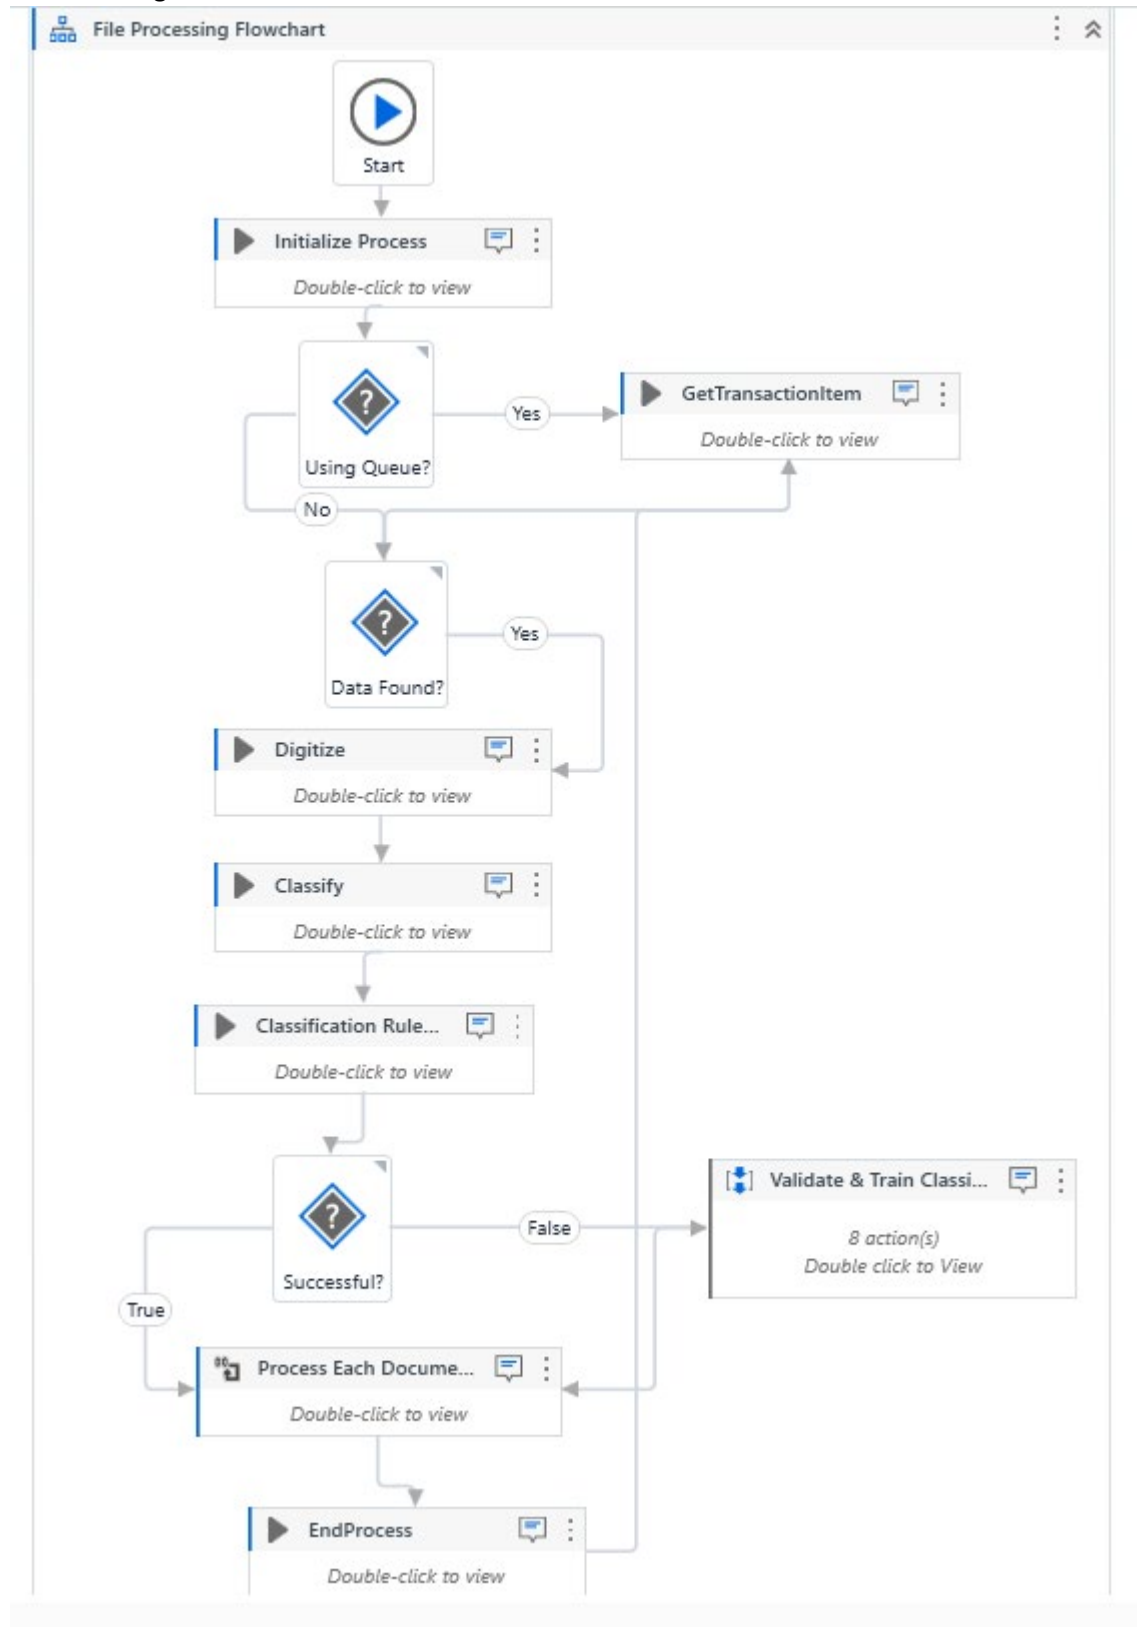 File Processing Flowchart
Start
Initialize Process
Double-click to view
Using Queue?
Yes
GetTransactionItem
Double-click to view
No
Data Found?
Yes
Digitize
Double-click to view
Classify
Double-click to view
Classification Rule...
Double-click to view
Successful?
False
Validate & Train Classi...
8 action(s)
Double click to View
True
Process Each Docume...
Double-click to view
EndProcess
Double-click to view